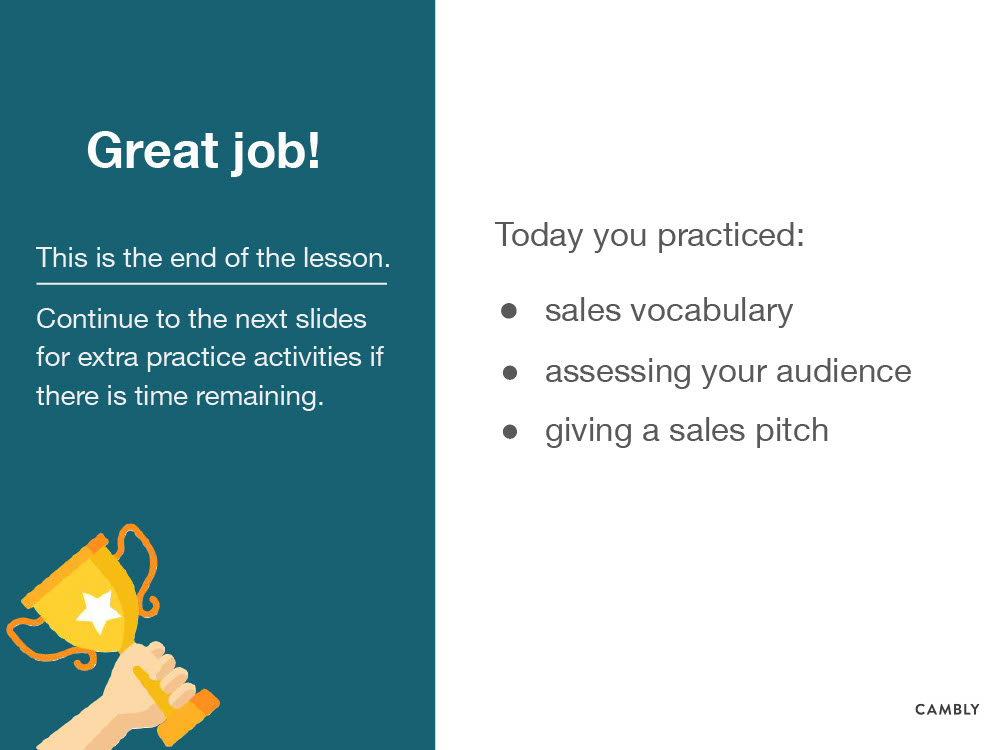 Great job!
This is the end of the lesson.
Continue to the next slides
for extra practice activities if
there is time remaining.
Today you practiced:
● sales vocabulary
● assessing your audience
● giving a sales pitch
CAMBLY